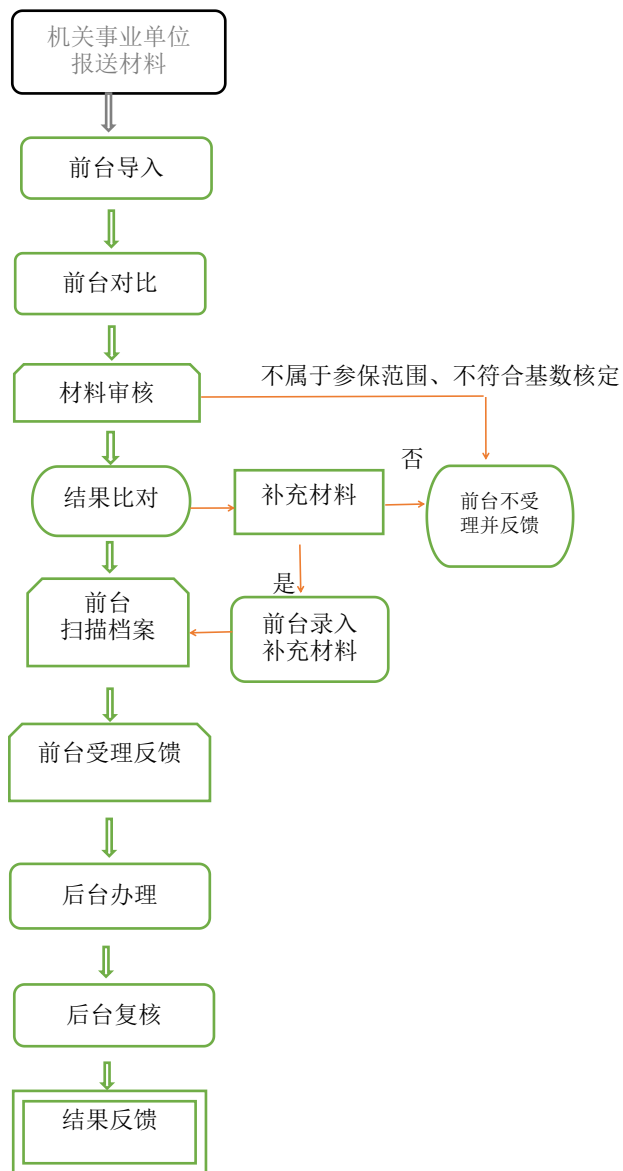 机关事业单位
报送材料
前台导入
前台对比
材料审核
不属于参保范围、不符合基数核定
结果比对
补充材料
否
前台不受
理并反馈
是
前台
扫描档案
前台录入
补充材料
前台受理反馈
后台办理
后台复核
结果反馈